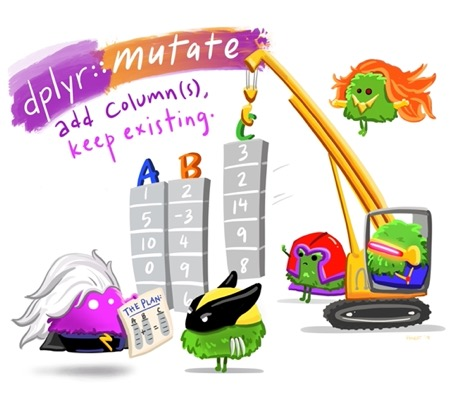 dplyr::mutate
add column(s),
keep existing.
C
A B 3
1 2 2
5 -3 14
10 4 9
0 9 8
6
THE PLAN:
A B C
+ =